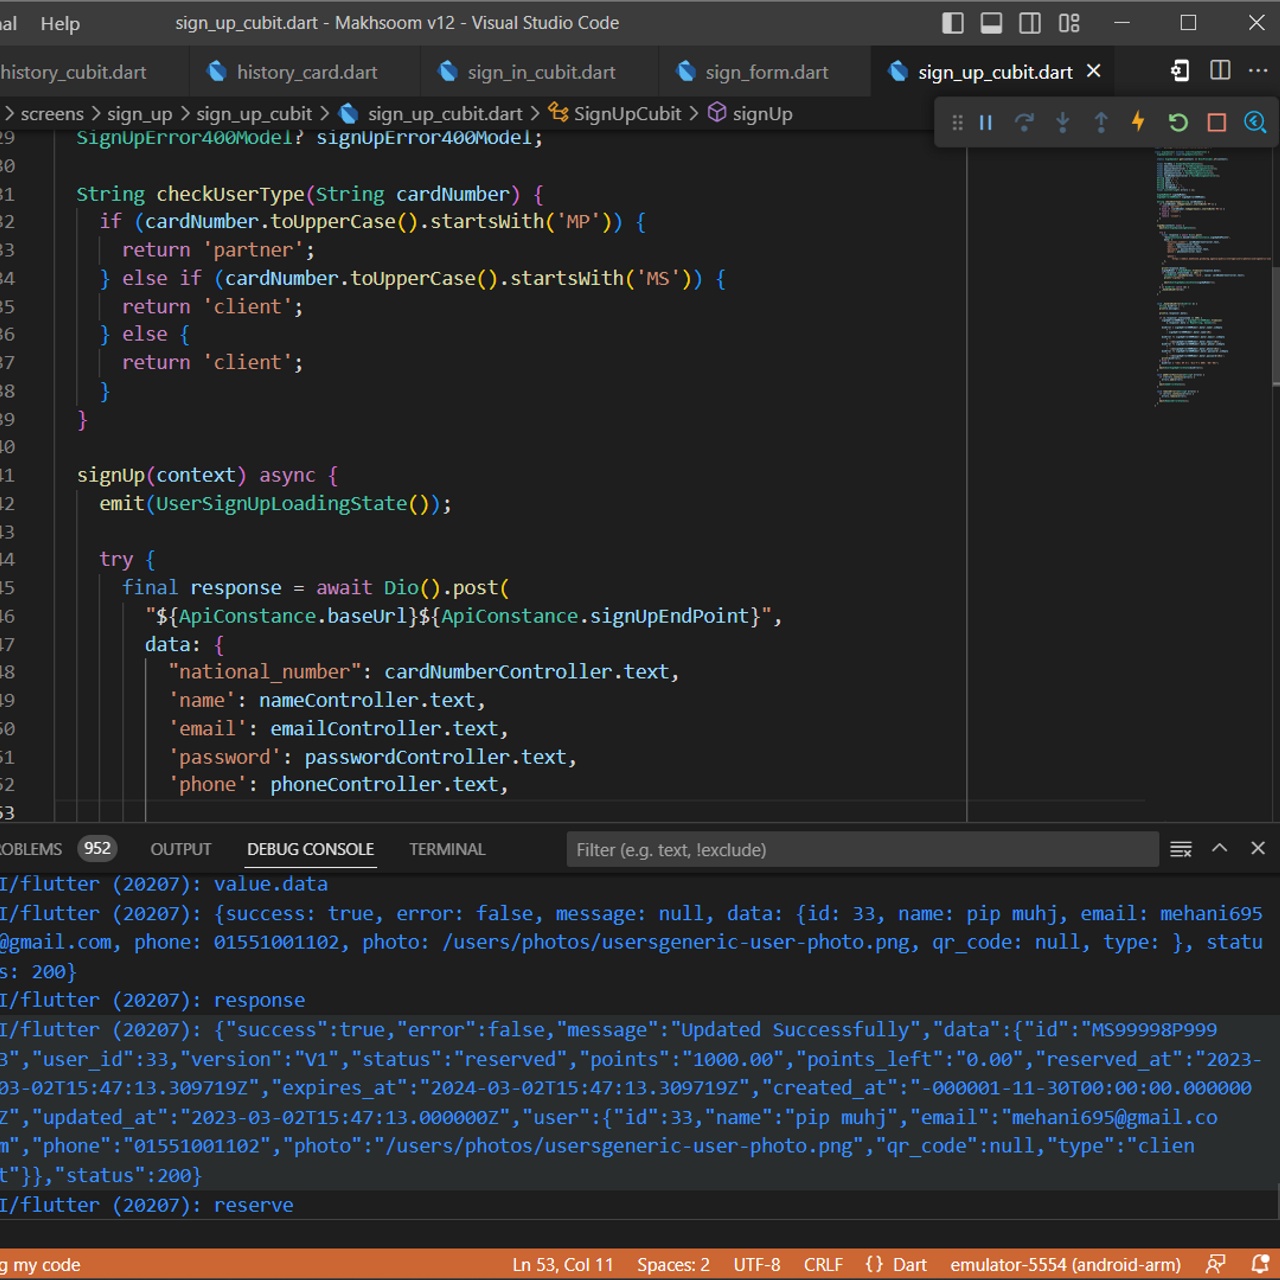 al Help sign_up_cubit.dart - Makhsoom v12 - Visual Studio Code
history_cubit.dart history_card.dart sign_in_cubit.dart sign_form.dart sign_up_cubit.dart
> screens > sign_up > sign_up_cubit > sign_up_cubit.dart > SignUpCubit > signUp
29 SignUpError400Model? signUpError400Model;
30
31 String checkUserType(String cardNumber) {
32 if (cardNumber.toUpperCase().startsWith('MP')) {
33 return 'partner';
34 } else if (cardNumber.toUpperCase().startsWith('MS')) {
35 return 'client';
36 } else {
37 return 'client';
38 }
39 }
40
41 signUp(context) async {
42 emit(UserSignUpLoadingState());
43
44 try {
45 final response = await Dio().post(
46 "${ApiConstance.baseUrl}${ApiConstance.signUpEndPoint}",
47 data: {
48 "national_number": cardNumberController.text,
49 'name': nameController.text,
50 'email': emailController.text,
51 'password': passwordController.text,
52 'phone': phoneController.text,
53
ROBLEMS 952 OUTPUT DEBUG CONSOLE TERMINAL Filter (e.g. text, !exclude)
I/flutter (20207): value.data
I/flutter (20207): {success: true, error: false, message: null, data: {id: 33, name: pip muhj, email: mehani695
@gmail.com, phone: 01551001102, photo: /users/photos/usersgeneric-user-photo.png, qr_code: null, type: }, statu
s: 200}
I/flutter (20207): response
I/flutter (20207): {"success":true,"error":false,"message":"Updated Successfully","data":{"id":"MS99998P999
3","user_id":33,"version":"V1","status":"reserved","points":"1000.00","points_left":"0.00","reserved_at":"2023-
03-02T15:47:13.309719Z","expires_at":"2024-03-02T15:47:13.309719Z","created_at":"-000001-11-30T00:00:00.000000
Z","updated_at":"2023-03-02T15:47:13.000000Z","user":{"id":33,"name":"pip muhj","email":"mehani695@gmail.co
m","phone":"01551001102","photo":"/users/photos/usersgeneric-user-photo.png","qr_code":null,"type":"clien
t"}},"status":200}
I/flutter (20207): reserve
g my code Ln 53, Col 11 Spaces: 2 UTF-8 CRLF {} Dart emulator-5554 (android-arm)